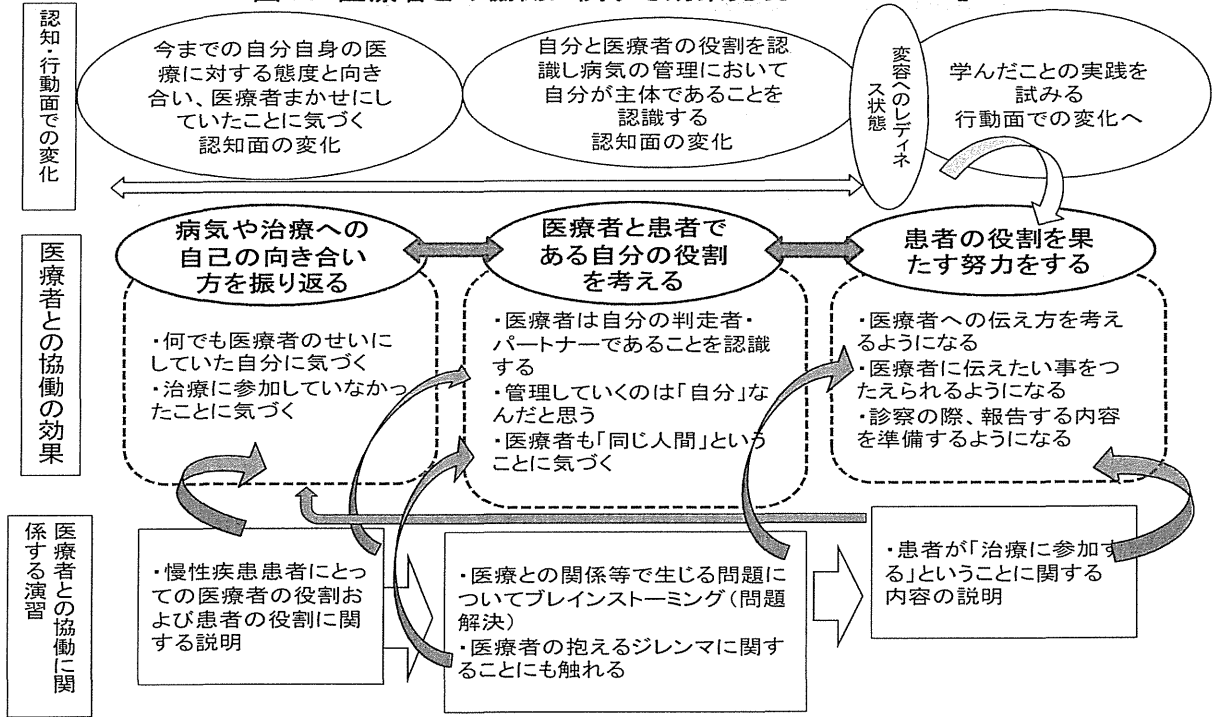 認知・行動面での変化
今までの自分自身の医
療に対する態度と向き
合い、医療者まかせにし
ていたことに気づく
認知面の変化
自分と医療者の役割を認
識し病気の管理において
自分が主体であることを
認識する
認知面の変化
変容へのレディネ
ス状態
学んだことの実践を
試みる
行動面での変化へ
医療者との協働の効果
病気や治療への
自己の向き合い
方を振り返る
・何でも医療者のせいに
していた自分に気づく
・治療に参加していなかっ
たことに気づく
医療者と患者で
ある自分の役割
を考える
・医療者は自分の判走者・
パートナーであることを認識
する
・管理していくのは「自分」な
んだと思う
・医療者も「同じ人間」という
ことに気づく
患者の役割を果
たす努力をする
・医療者への伝え方を考え
るようになる
・医療者に伝えたい事をつ
たえられるようになる
・診察の際、報告する内容
を準備するようになる
医療者との協働に関
係する演習
・慢性疾患患者にとっ
ての医療者の役割お
よび患者の役割に関
する説明
・医療との関係等で生じる問題に
ついてブレインストーミング(問題
解決)
・医療者の抱えるジレンマに関す
ることにも触れる
・患者が「治療に参加す
る」ということに関する
内容の説明